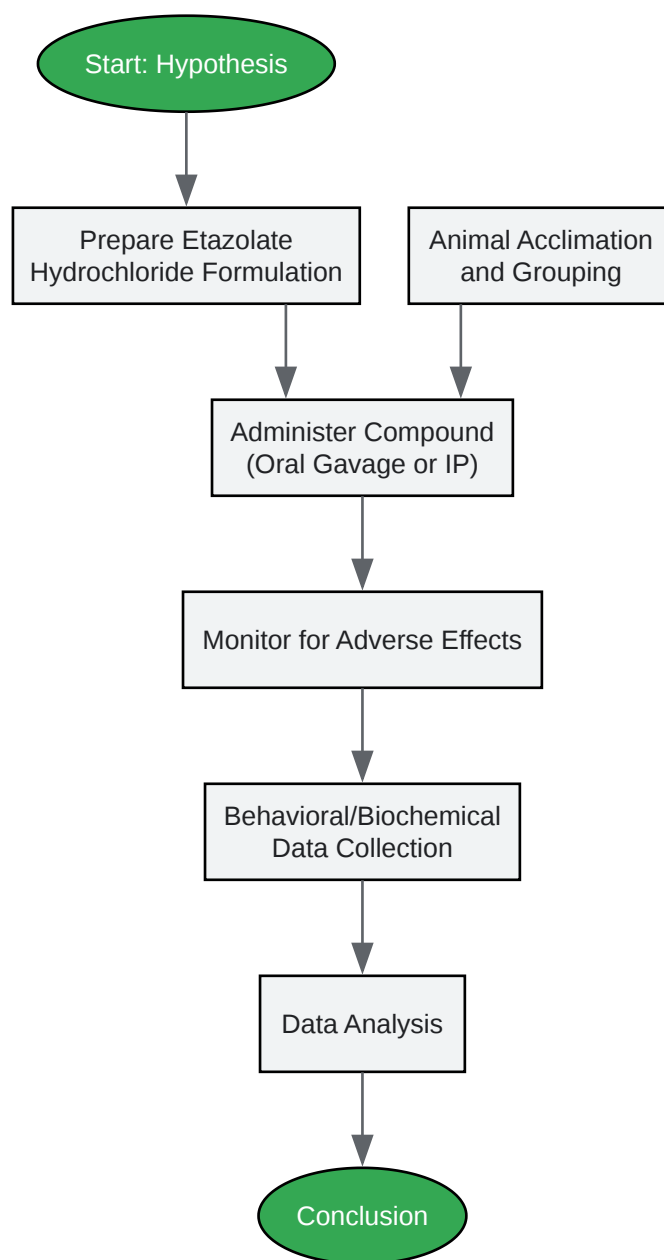 Start: Hypothesis
Prepare Etazolate
Hydrochloride Formulation
Animal Acclimation
and Grouping
Administer Compound
(Oral Gavage or IP)
Monitor for Adverse Effects
Behavioral/Biochemical
Data Collection
Data Analysis
Conclusion